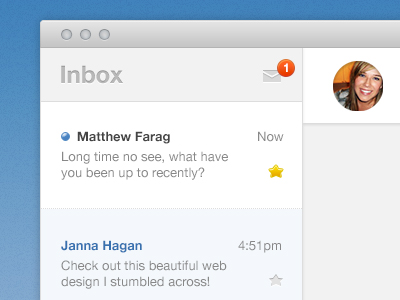 Inbox
1
Matthew Farag
Now
Long time no see, what have
you been up to recently?
Janna Hagan
4:51pm
Check out this beautiful web
design I stumbled across!